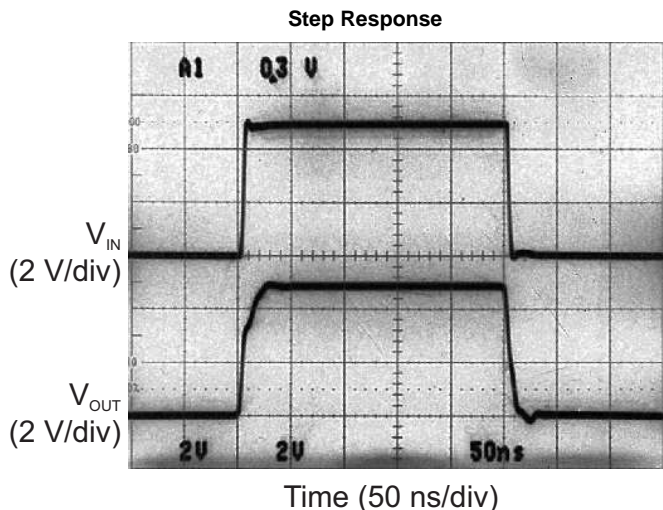 Step Response
A1 0.3 V
V_IN
(2 V/div)
V_OUT
(2 V/div)
2V 2V 50ns
Time (50 ns/div)